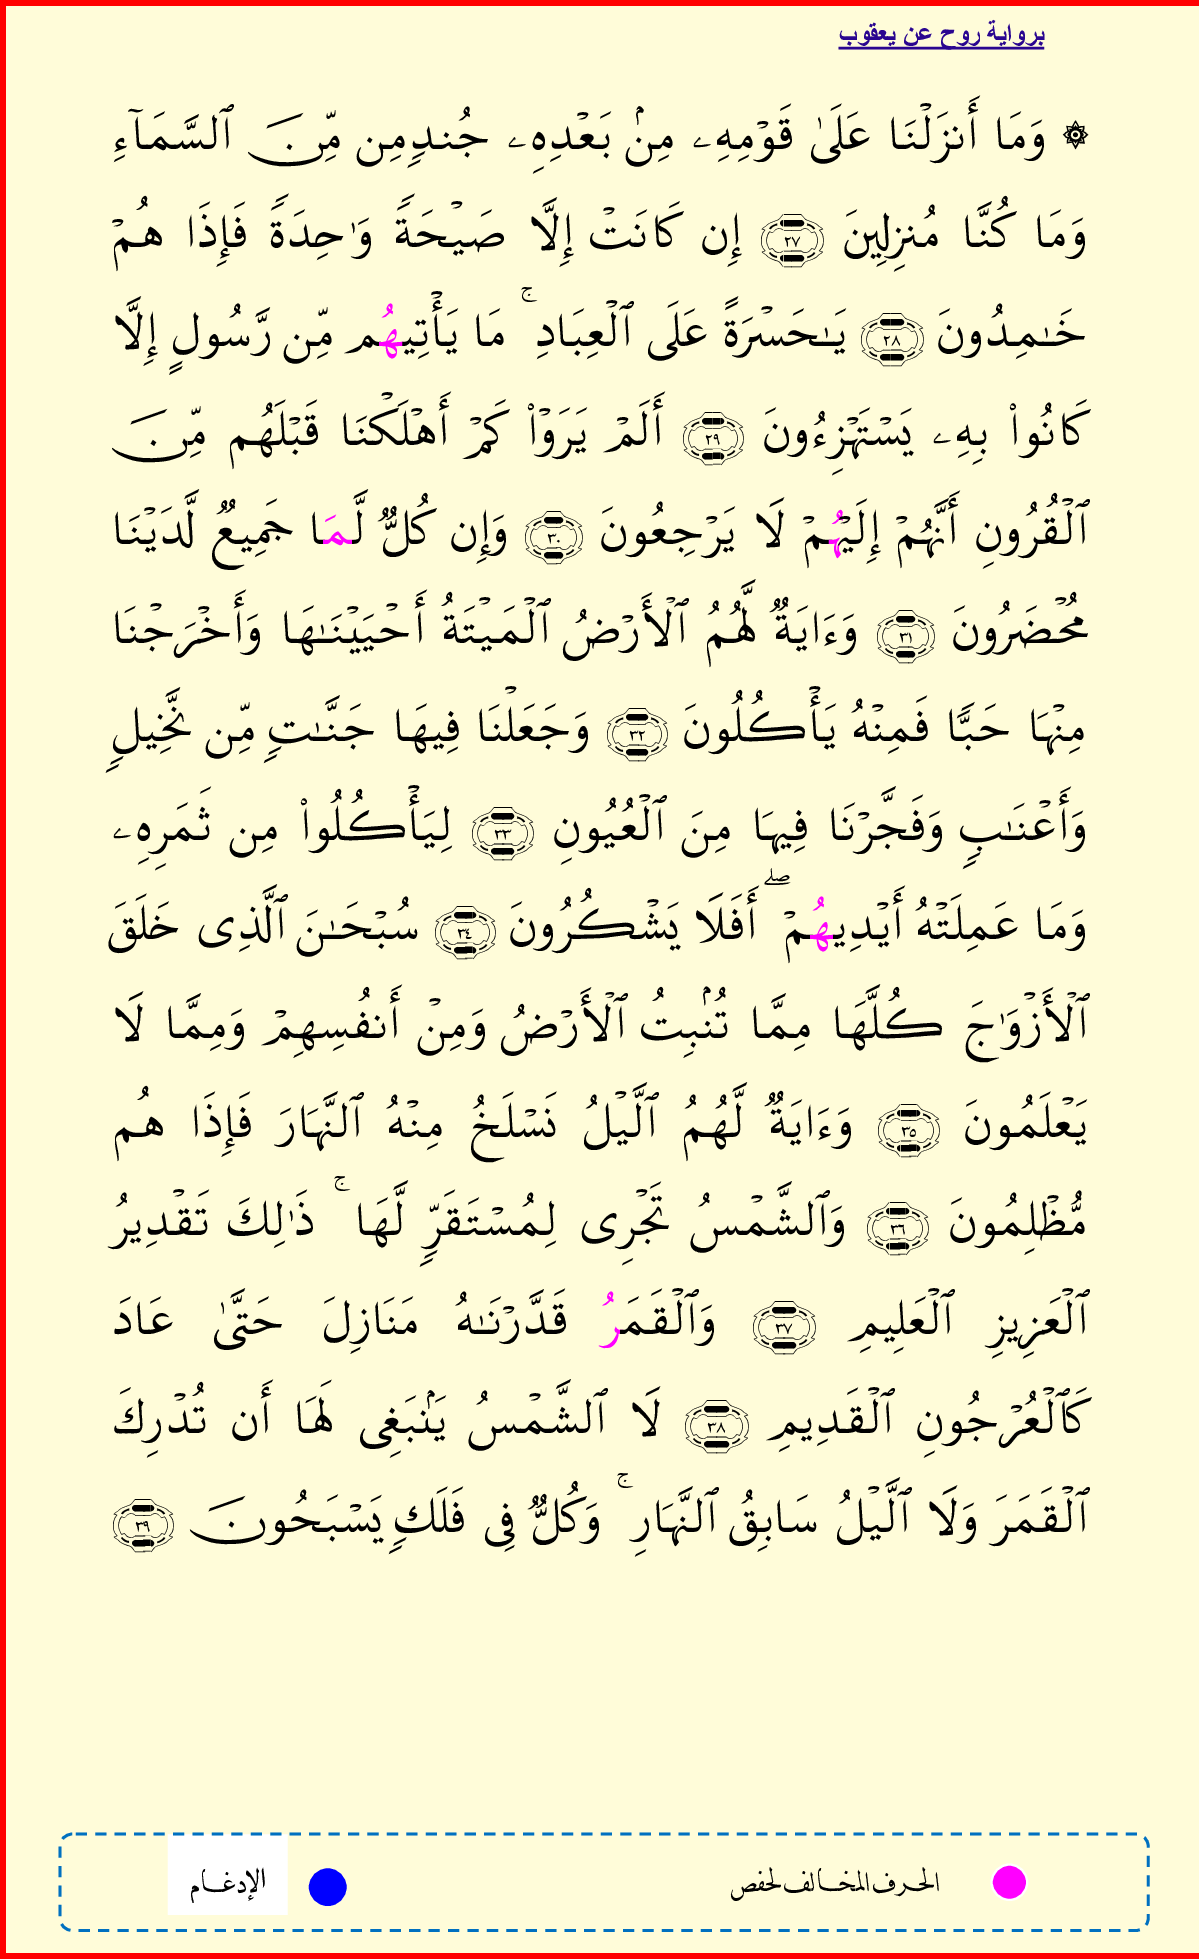 برواية روح عن يعقوب
۞ وَمَا أَنزَلْنَا عَلَىٰ قَوْمِهِۦ مِنۢ بَعْدِهِۦ جُندٍ مِن مِّنَ ٱلسَّمَآءِ
وَمَا كُنَّا مُنزِلِينَ ٢٧ إِن كَانَتْ إِلَّا صَيْحَةً وَٰحِدَةً فَإِذَا هُمْ
خَـٰمِدُونَ ٢٨ يَـٰحَسْرَةً عَلَى ٱلْعِبَادِ ۚ مَا يَأْتِيهُم مِّن رَّسُولٍ إِلَّا
كَانُوا۟ بِهِۦ يَسْتَهْزِءُونَ ٢٩ أَلَمْ يَرَوْا۟ كَمْ أَهْلَكْنَا قَبْلَهُم مِّنَ
ٱلْقُرُونِ أَنَّهُمْ إِلَيْهُمْ لَا يَرْجِعُونَ ٣٠ وَإِن كُلٌّ لَّمَا جَمِيعٌ لَّدَيْنَا
مُحْضَرُونَ ٣١ وَءَايَةٌ لَّهُمُ ٱلْأَرْضُ ٱلْمَيْتَةُ أَحْيَيْنَـٰهَا وَأَخْرَجْنَا
مِنْهَا حَبًّا فَمِنْهُ يَأْكُلُونَ ٣٢ وَجَعَلْنَا فِيهَا جَنَّـٰتٍ مِّن نَّخِيلٍ
وَأَعْنَـٰبٍ وَفَجَّرْنَا فِيهَا مِنَ ٱلْعُيُونِ ٣٣ لِيَأْكُلُوا۟ مِن ثَمَرِهِۦ
وَمَا عَمِلَتْهُ أَيْدِيهُمْ ۖ أَفَلَا يَشْكُرُونَ ٣٤ سُبْحَـٰنَ ٱلَّذِى خَلَقَ
ٱلْأَزْوَٰجَ كُلَّهَا مِمَّا تُنۢبِتُ ٱلْأَرْضُ وَمِنْ أَنفُسِهِمْ وَمِمَّا لَا
يَعْلَمُونَ ٣٥ وَءَايَةٌ لَّهُمُ ٱلَّيْلُ نَسْلَخُ مِنْهُ ٱلنَّهَارَ فَإِذَا هُم
مُّظْلِمُونَ ٣٦ وَٱلشَّمْسُ تَجْرِى لِمُسْتَقَرٍّ لَّهَا ۚ ذَٰلِكَ تَقْدِيرُ
ٱلْعَزِيزِ ٱلْعَلِيمِ ٣٧ وَٱلْقَمَرُ قَدَّرْنَـٰهُ مَنَازِلَ حَتَّىٰ عَادَ
كَٱلْعُرْجُونِ ٱلْقَدِيمِ ٣٨ لَا ٱلشَّمْسُ يَنۢبَغِى لَهَا أَن تُدْرِكَ
ٱلْقَمَرَ وَلَا ٱلَّيْلُ سَابِقُ ٱلنَّهَارِ ۚ وَكُلٌّ فِى فَلَكٍ يَسْبَحُونَ ٣٩
الحرف المخالف لحفص
الإدغام